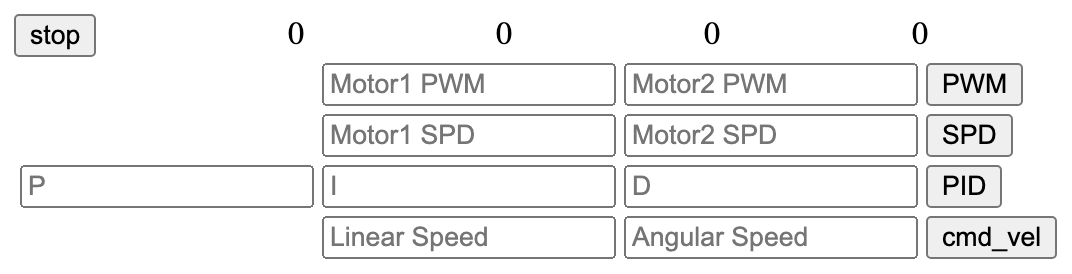 stop 0 0 0 0
Motor1 PWM Motor2 PWM PWM
Motor1 SPD Motor2 SPD SPD
P I D PID
Linear Speed Angular Speed cmd_vel